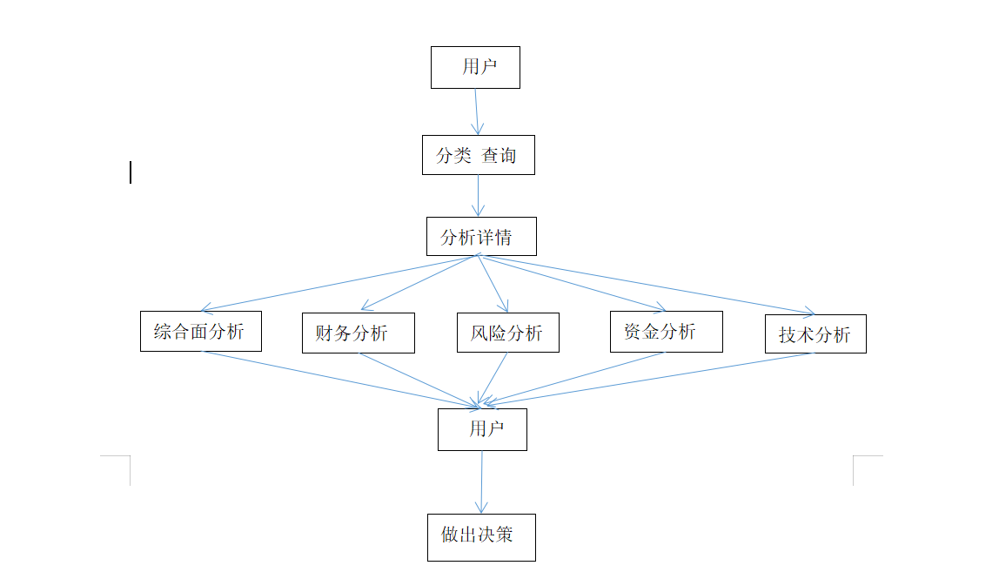 用户
分类 查询
分析详情
综合面分析
财务分析
风险分析
资金分析
技术分析
用户
做出决策